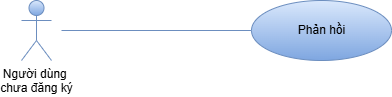 Phản hồi
Người dùng
chưa đăng ký